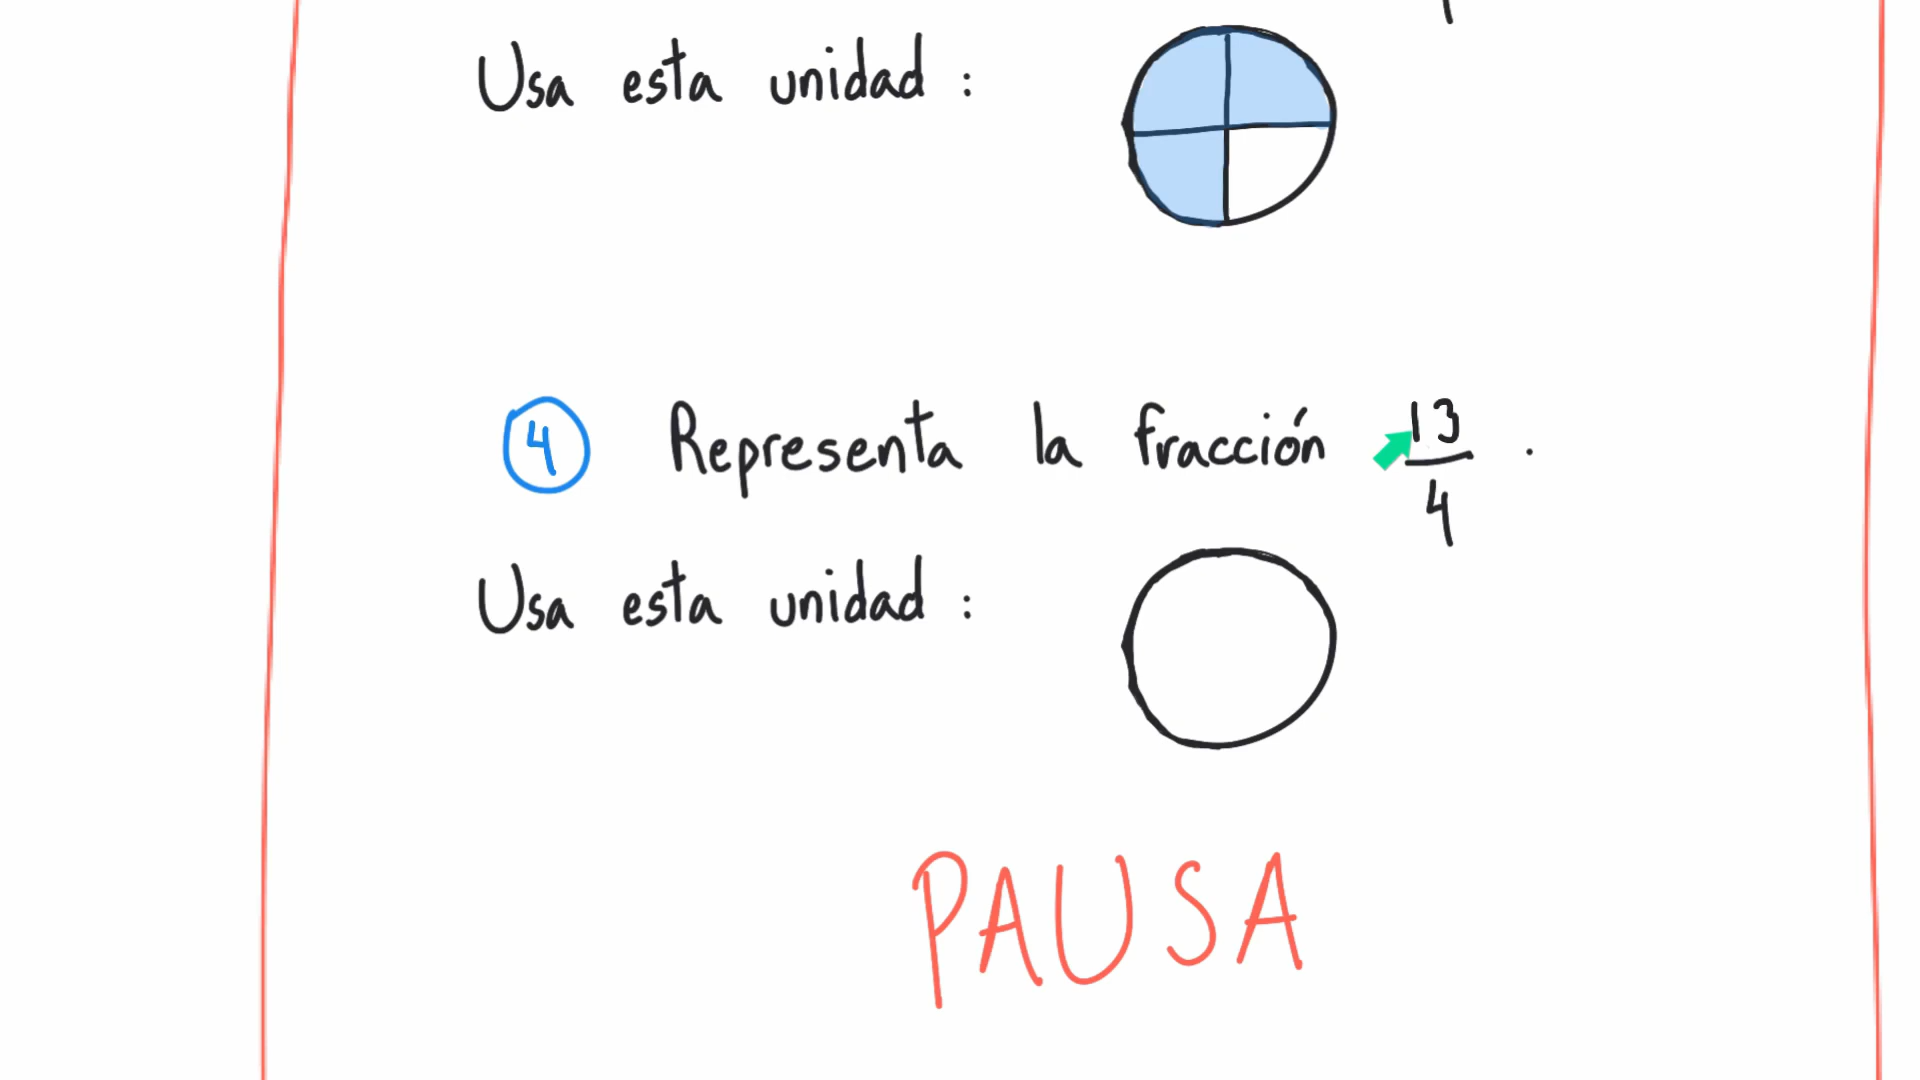 Usa esta unidad :
4 Representa la fracción 13/4 .
Usa esta unidad :
PAUSA